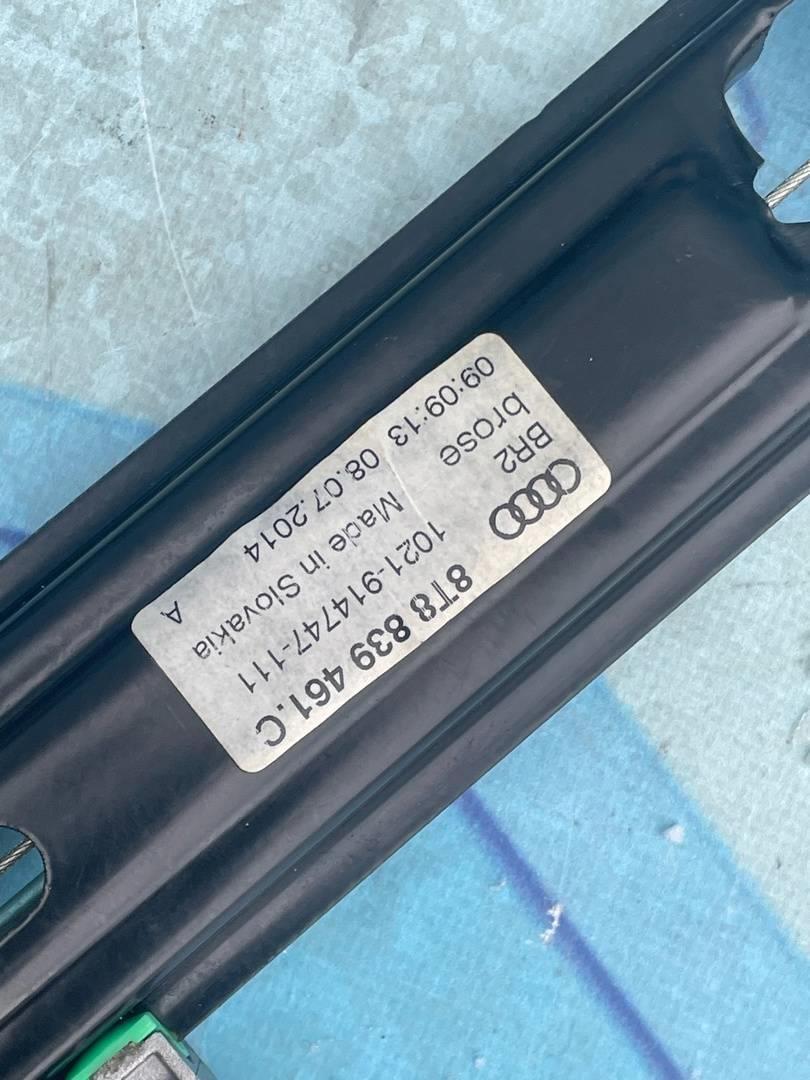 8T8 839 461.C
1021-914747-111
BR2 Made in Slovakia
brose 08.07.2014 A
09:09:13